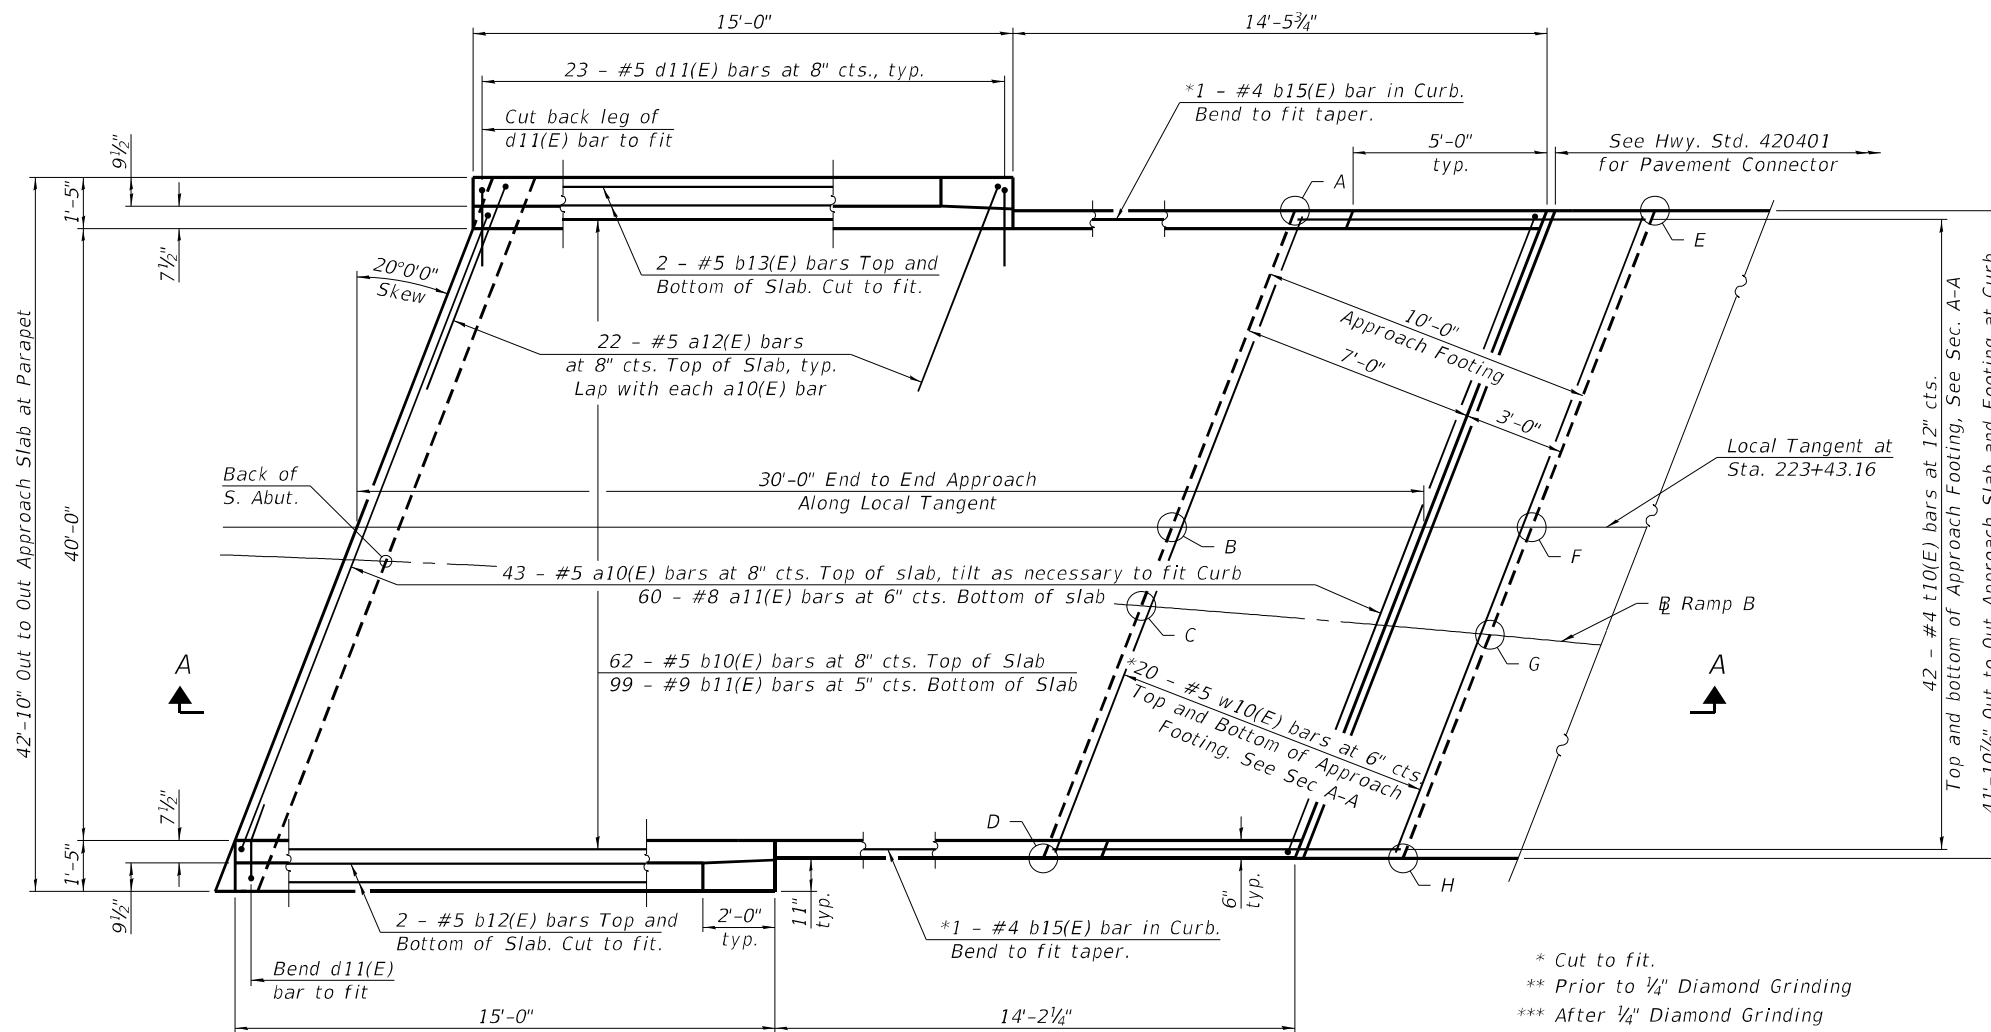 15'-0"
14'-5¾"
23 - #5 d11(E) bars at 8" cts., typ.
*1 - #4 b15(E) bar in Curb.
Bend to fit taper.
Cut back leg of
d11(E) bar to fit
5'-0"
typ.
See Hwy. Std. 420401
for Pavement Connector
9½"
1'-5"
7½"
A
E
20°0'0"
Skew
2 - #5 b13(E) bars Top and
Bottom of Slab. Cut to fit.
22 - #5 a12(E) bars
at 8" cts. Top of Slab, typ.
Lap with each a10(E) bar
10'-0"
Approach Footing
7'-0"
3'-0"
42'-10" Out to Out Approach Slab at Parapet
40'-0"
Back of
S. Abut.
30'-0" End to End Approach
Along Local Tangent
Local Tangent at
Sta. 223+43.16
B
F
43 - #5 a10(E) bars at 8" cts. Top of slab, tilt as necessary to fit Curb
60 - #8 a11(E) bars at 6" cts. Bottom of slab
C
G
Ramp B
62 - #5 b10(E) bars at 8" cts. Top of Slab
99 - #9 b11(E) bars at 5" cts. Bottom of Slab
*20 - #5 w10(E) bars at 6" cts.
Top and Bottom of Approach
Footing. See Sec A-A
A
A
42 - #4 t10(E) bars at 12" cts.
Top and bottom of Approach Footing, See Sec. A-A
41'-10⅞" Out to Out Approach Slab and Footing at Curb
7½"
1'-5"
9½"
D
H
2 - #5 b12(E) bars Top and
Bottom of Slab. Cut to fit.
2'-0"
typ.
11"
typ.
*1 - #4 b15(E) bar in Curb.
Bend to fit taper.
6"
typ.
Bend d11(E)
bar to fit
15'-0"
14'-2¼"
* Cut to fit.
** Prior to ¼" Diamond Grinding
*** After ¼" Diamond Grinding